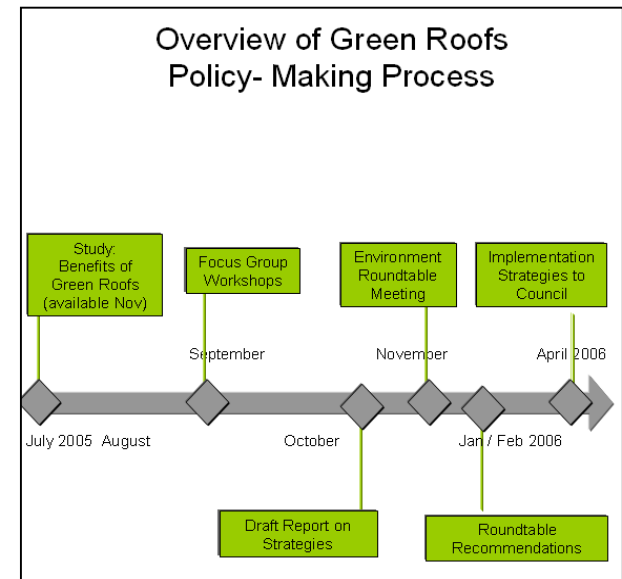 Overview of Green Roofs
Policy- Making Process
Study:
Benefits of
Green Roofs
(available Nov)
Focus Group
Workshops
Environment
Roundtable
Meeting
Implementation
Strategies to
Council
September
November
April 2006
July 2005 August
October
Jan / Feb 2006
Draft Report on
Strategies
Roundtable
Recommendations